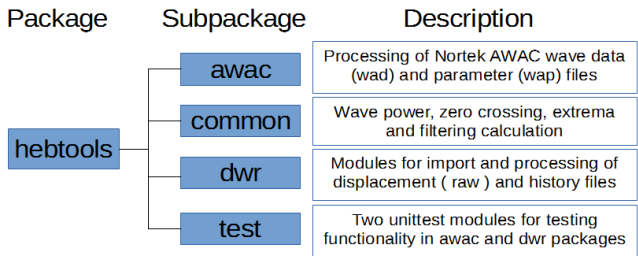 Package Subpackage Description
awac
Processing of Nortek AWAC wave data
(wad) and parameter (wap) files
common
Wave power, zero crossing, extrema
and filtering calculation
hebtools
dwr
Modules for import and processing of
displacement ( raw ) and history files
test
Two unittest modules for testing
functionality in awac and dwr packages